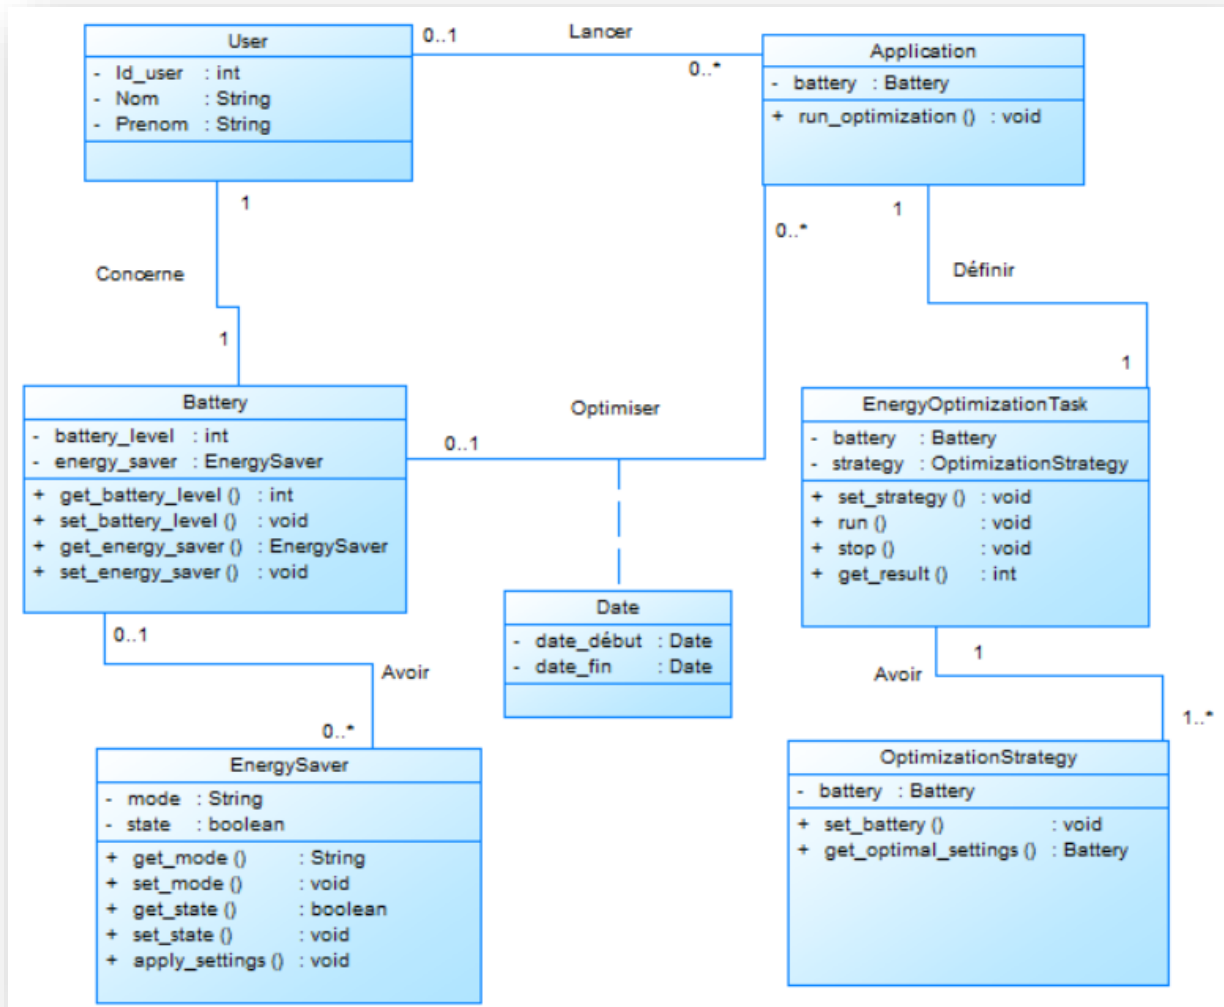 User
- Id_user : int
- Nom : String
- Prenom : String
0..1
Lancer
0..*
Application
- battery : Battery
+ run_optimization () : void
1
Concerne
1
0..*
1
Définir
1
Battery
- battery_level : int
- energy_saver : EnergySaver
+ get_battery_level () : int
+ set_battery_level () : void
+ get_energy_saver () : EnergySaver
+ set_energy_saver () : void
Optimiser
0..1
EnergyOptimizationTask
- battery : Battery
- strategy : OptimizationStrategy
+ set_strategy () : void
+ run () : void
+ stop () : void
+ get_result () : int
Date
- date_début : Date
- date_fin : Date
0..1
Avoir
0..*
1
Avoir
1..*
EnergySaver
- mode : String
- state : boolean
+ get_mode () : String
+ set_mode () : void
+ get_state () : boolean
+ set_state () : void
+ apply_settings () : void
OptimizationStrategy
- battery : Battery
+ set_battery () : void
+ get_optimal_settings () : Battery